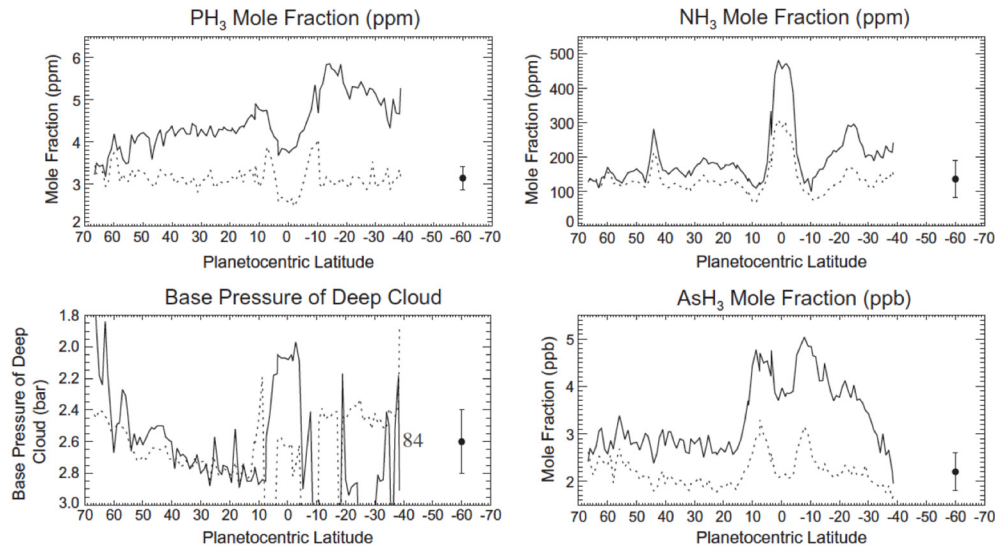 PH₃ Mole Fraction (ppm)
Mole Fraction (ppm)
6
5
4
3
2
70 60 50 40 30 20 10 0 -10 -20 -30 -40 -50 -60 -70
Planetocentric Latitude
NH₃ Mole Fraction (ppm)
Mole Fraction (ppm)
500
400
300
200
100
0
70 60 50 40 30 20 10 0 -10 -20 -30 -40 -50 -60 -70
Planetocentric Latitude
Base Pressure of Deep Cloud
Base Pressure of Deep
Cloud (bar)
1.8
2.0
2.2
2.4
2.6
2.8
3.0
84
70 60 50 40 30 20 10 0 -10 -20 -30 -40 -50 -60 -70
Planetocentric Latitude
AsH₃ Mole Fraction (ppb)
Mole Fraction (ppb)
5
4
3
2
70 60 50 40 30 20 10 0 -10 -20 -30 -40 -50 -60 -70
Planetocentric Latitude